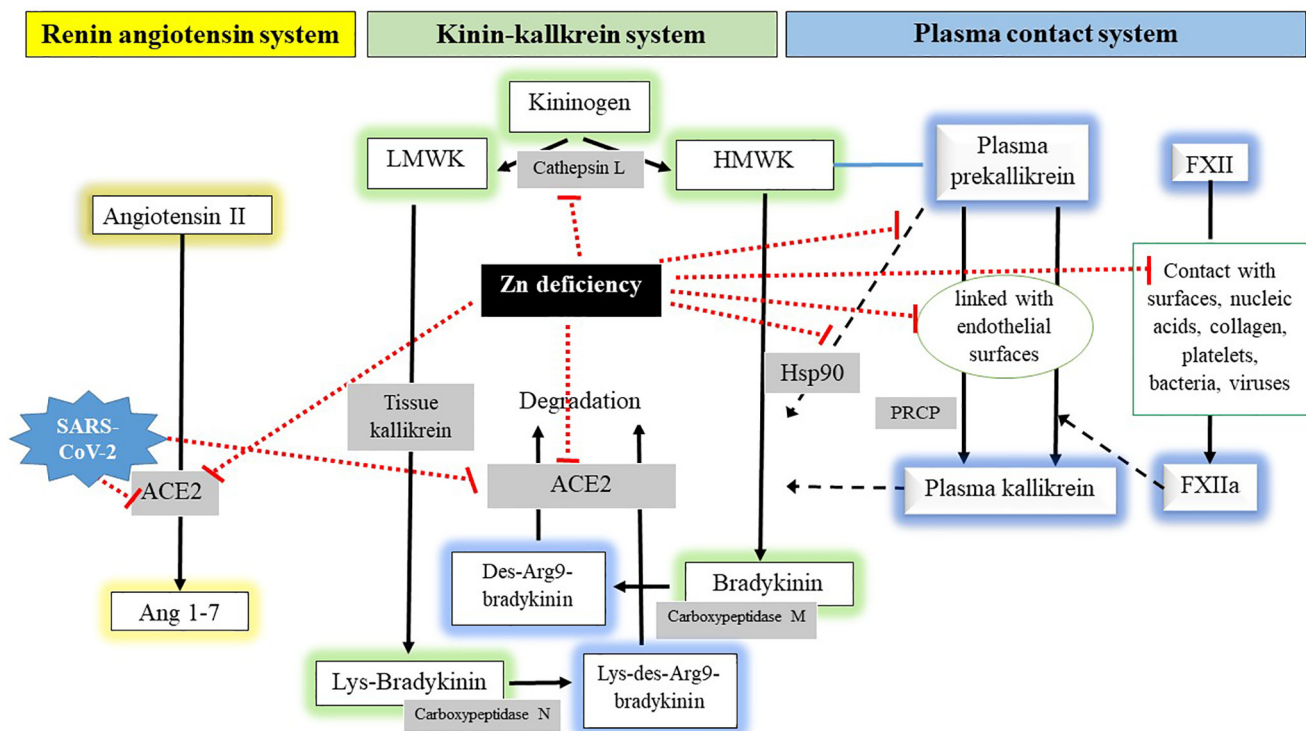 Renin angiotensin system
Kinin-kallkrein system
Plasma contact system
Kininogen
LMWK
Cathepsin L
HMWK
Plasma
prekallikrein
FXII
Angiotensin II
Zn deficiency
Contact with
surfaces, nucleic
acids, collagen,
platelets,
bacteria, viruses
linked with
endothelial
surfaces
Hsp90
Tissue
kallikrein
Degradation
PRCP
SARS-
CoV-2
ACE2
ACE2
Plasma kallikrein
FXIIa
Des-Arg9-
bradykinin
Bradykinin
Carboxypeptidase M
Ang 1-7
Lys-Bradykinin
Carboxypeptidase N
Lys-des-Arg9-
bradykinin